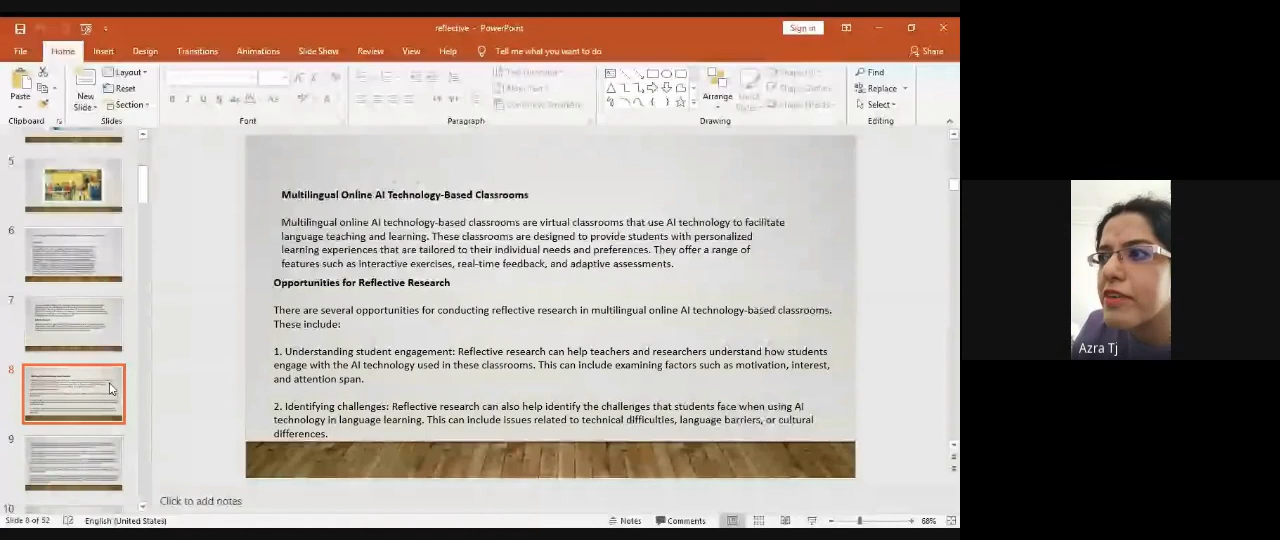 reflective - PowerPoint
Sign in
File Home Insert Design Transitions Animations Slide Show Review View Help Tell me what you want to do Share
Paste
New
Slide
Layout
Reset
Section
Find
Replace
Select
Arrange
Clipboard Slides Font Paragraph Drawing Editing
5
6
7
8
9
10
Multilingual Online AI Technology-Based Classrooms
Multilingual online AI technology-based classrooms are virtual classrooms that use AI technology to facilitate
language teaching and learning. These classrooms are designed to provide students with personalized
learning experiences that are tailored to their individual needs and preferences. They offer a range of
features such as interactive exercises, real-time feedback, and adaptive assessments.
Opportunities for Reflective Research
There are several opportunities for conducting reflective research in multilingual online AI technology-based classrooms.
These include:
1. Understanding student engagement: Reflective research can help teachers and researchers understand how students
engage with the AI technology used in these classrooms. This can include examining factors such as motivation, interest,
and attention span.
2. Identifying challenges: Reflective research can also help identify the challenges that students face when using AI
technology in language learning. This can include issues related to technical difficulties, language barriers, or cultural
differences.
Click to add notes
Slide 8 of 52 English (United States) Notes Comments 68%
Azra Tj